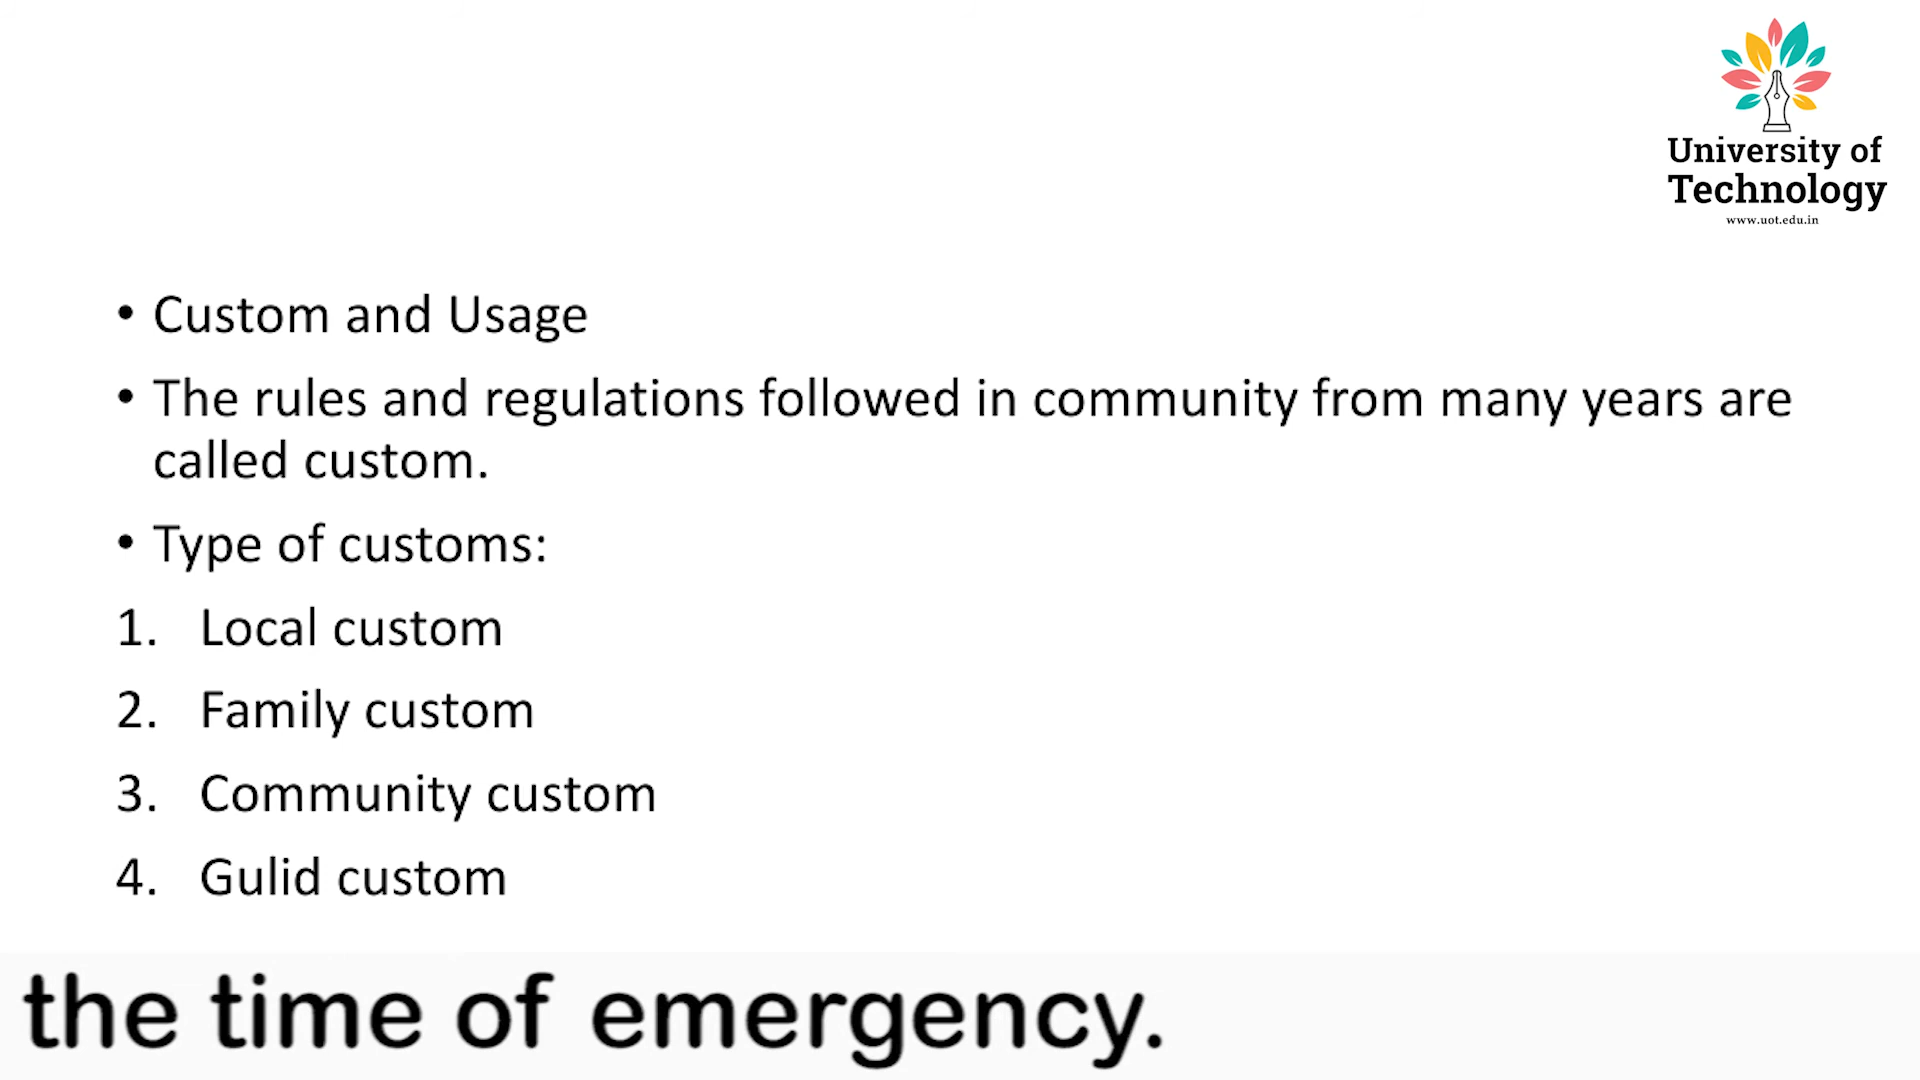 University of
Technology
www.uot.edu.in
• Custom and Usage
• The rules and regulations followed in community from many years are
called custom.
• Type of customs:
1. Local custom
2. Family custom
3. Community custom
4. Gulid custom
the time of emergency.